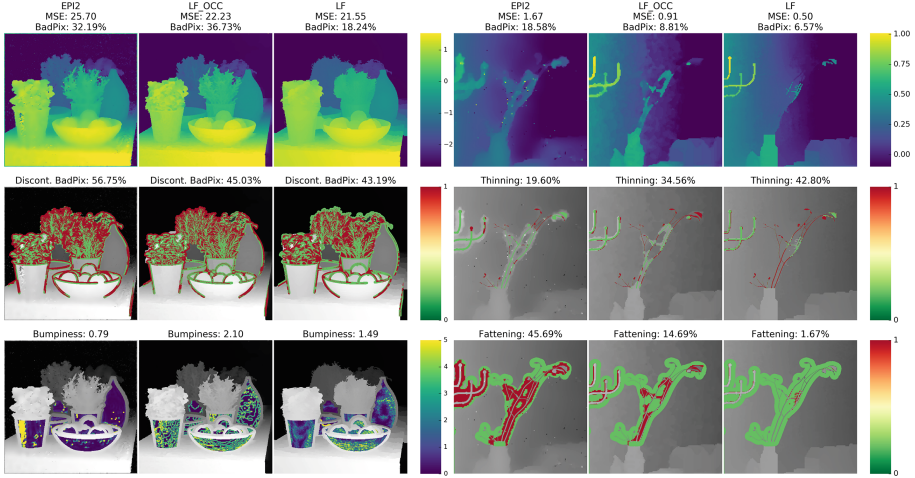 EPI2
MSE: 25.70
BadPix: 32.19%
LF_OCC
MSE: 22.23
BadPix: 36.73%
LF
MSE: 21.55
BadPix: 18.24%
1
0
−1
−2
EPI2
MSE: 1.67
BadPix: 18.58%
LF_OCC
MSE: 0.91
BadPix: 8.81%
LF
MSE: 0.50
BadPix: 6.57%
1.00
0.75
0.50
0.25
0.00
Discont. BadPix: 56.75%
Discont. BadPix: 45.03%
Discont. BadPix: 43.19%
1
0
Thinning: 19.60%
Thinning: 34.56%
Thinning: 42.80%
1
0
Bumpiness: 0.79
Bumpiness: 2.10
Bumpiness: 1.49
5
4
3
2
1
0
Fattening: 45.69%
Fattening: 14.69%
Fattening: 1.67%
1
0